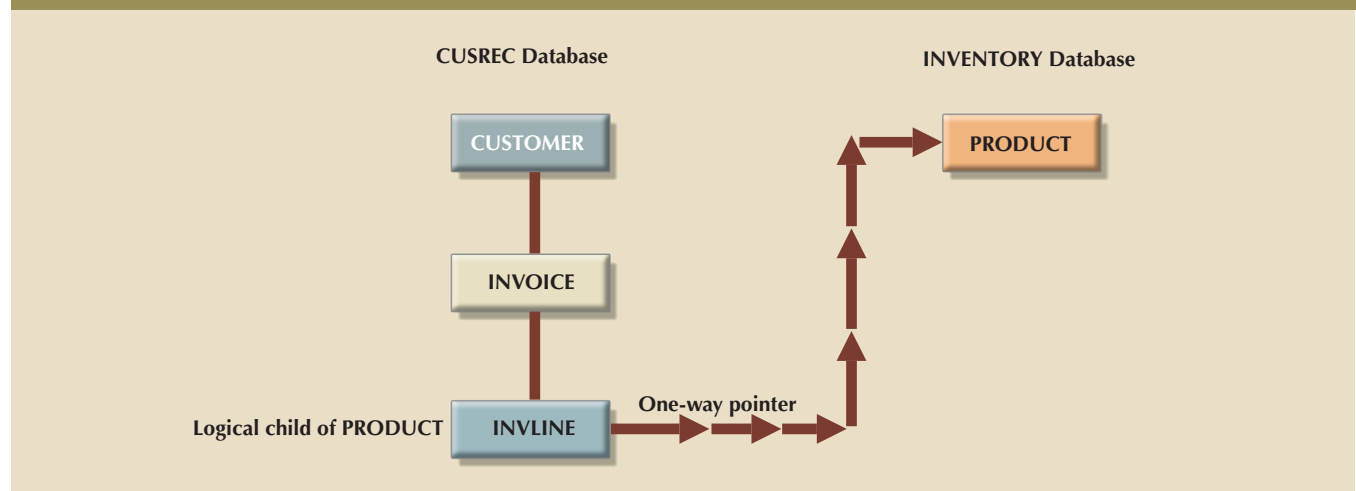 CUSREC Database
INVENTORY Database
CUSTOMER
PRODUCT
INVOICE
One-way pointer
Logical child of PRODUCT
INVLINE